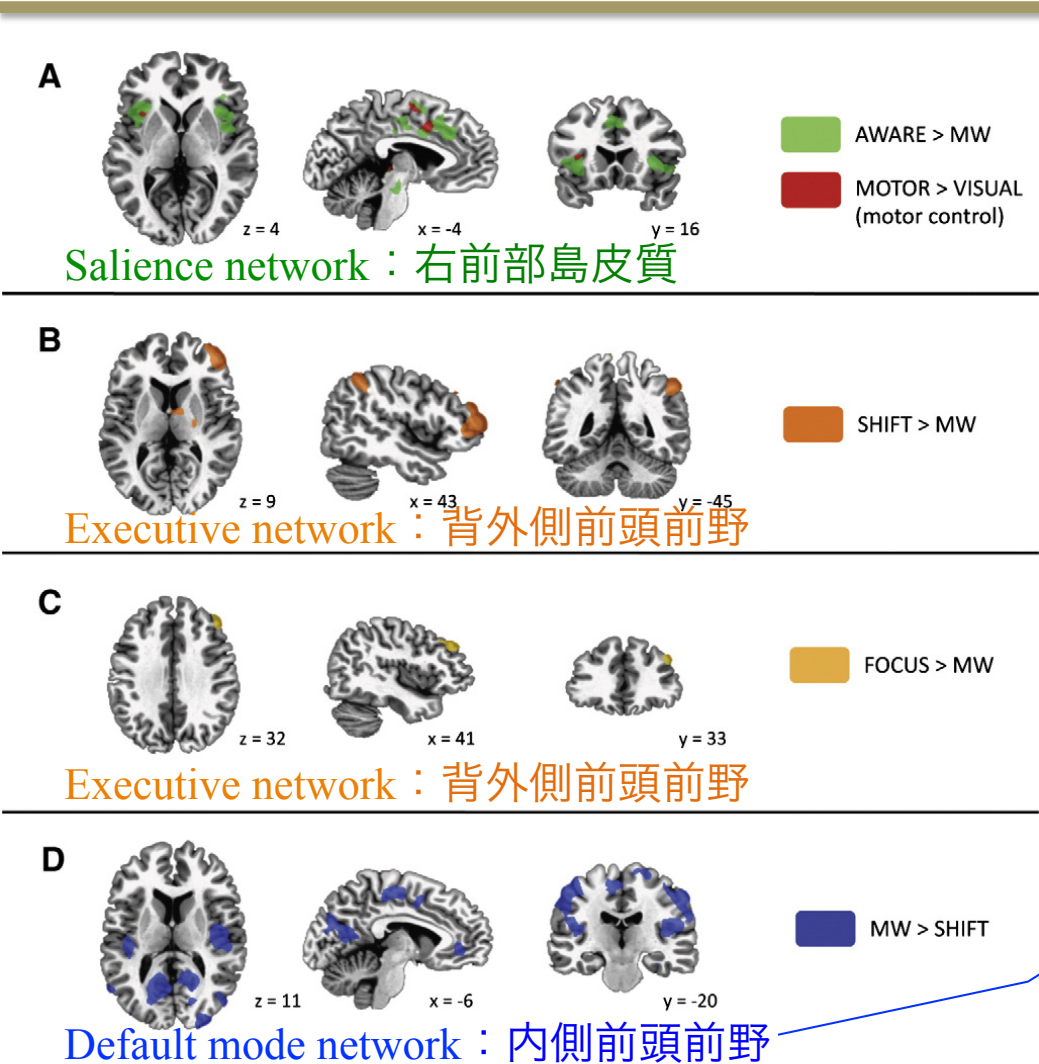 A
AWARE > MW
MOTOR > VISUAL
(motor control)
z = 4
x = -4
y = 16
Salience network：右前部島皮質
B
SHIFT > MW
z = 9
x = 43
y = -45
Executive network：背外側前頭前野
C
FOCUS > MW
z = 32
x = 41
y = 33
Executive network：背外側前頭前野
D
MW > SHIFT
z = 11
x = -6
y = -20
Default mode network：内側前頭前野